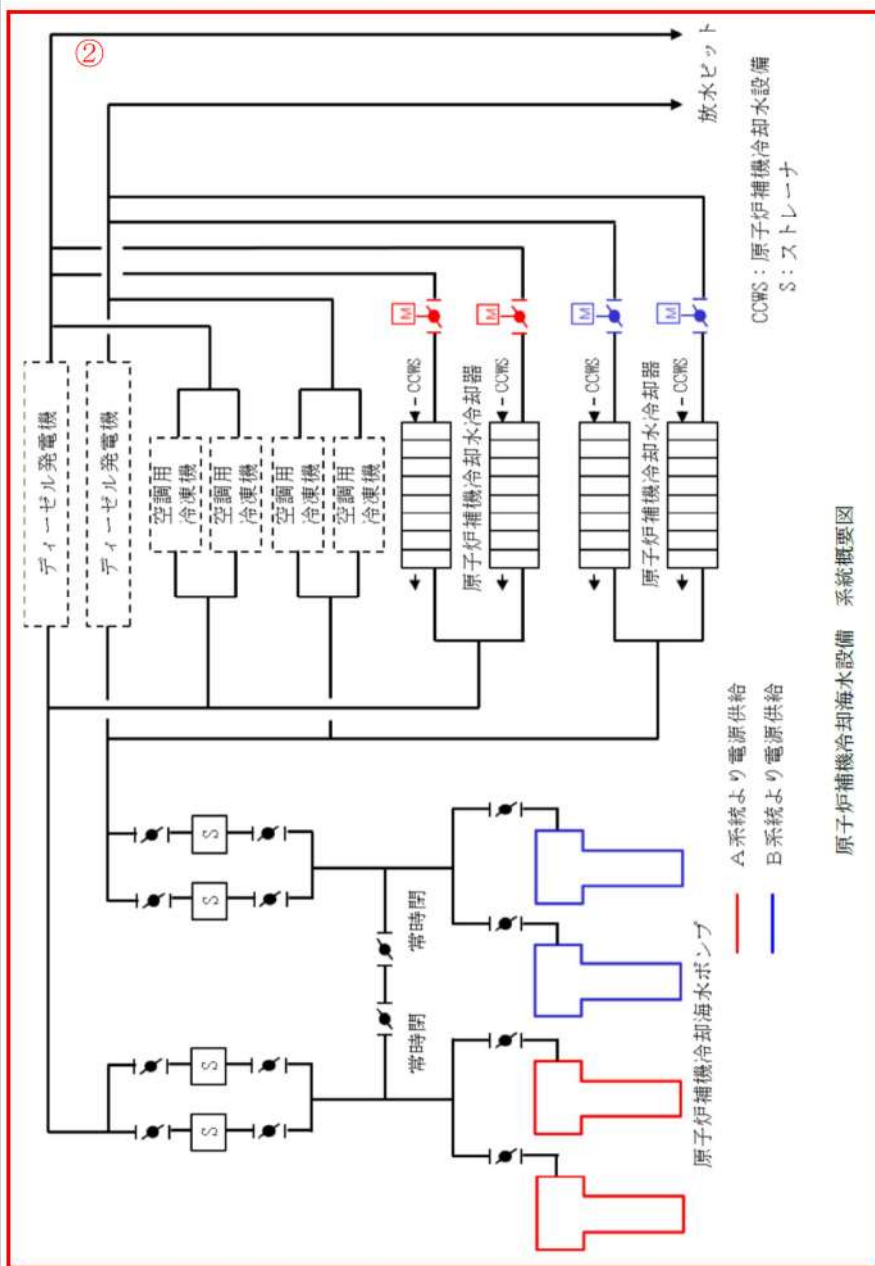 ②
ディーゼル発電機
ディーゼル発電機
空調用
冷凍機
空調用
冷凍機
空調用
冷凍機
空調用
冷凍機
M
M
M
M
CCWS
CCWS
CCWS
CCWS
原子炉補機冷却水冷却器
原子炉補機冷却水冷却器
放水ピット
CCWS：原子炉補機冷却水設備
S：ストレーナ
S
S
S
S
常時閉
常時閉
原子炉補機冷却海水ポンプ
A系統より電源供給
B系統より電源供給
原子炉補機冷却海水設備　系統概要図